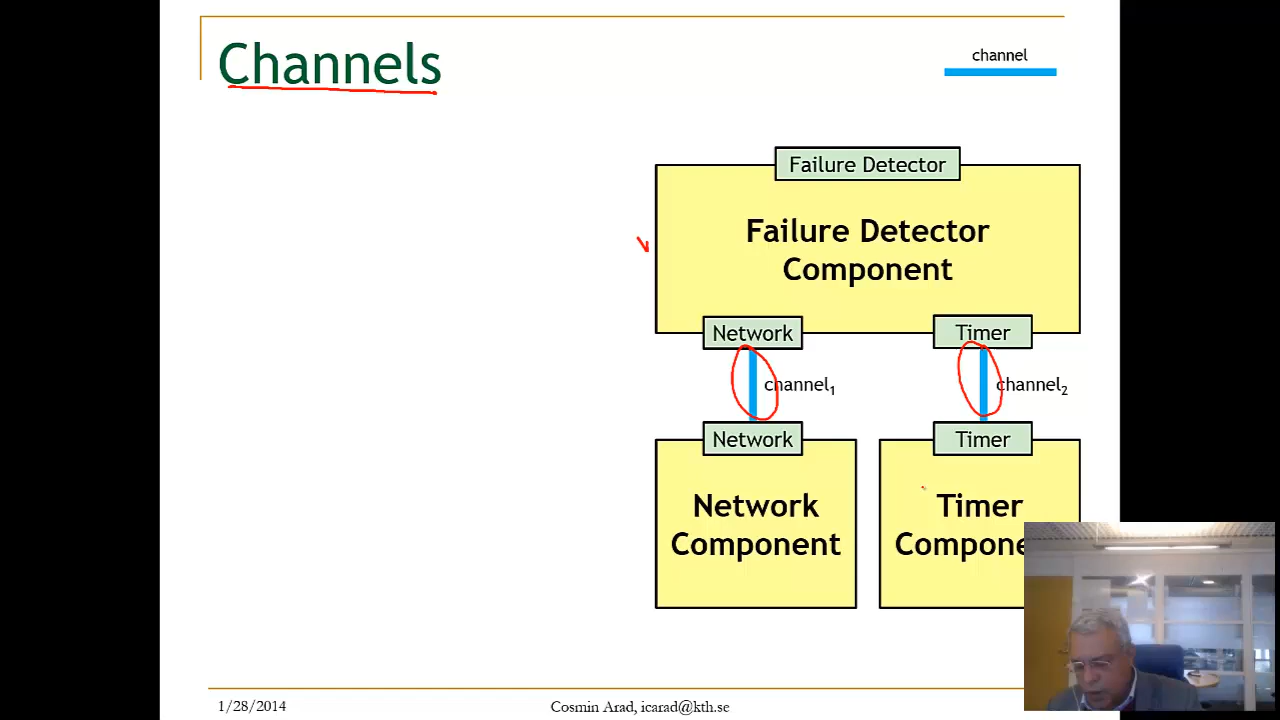 Channels
channel
Failure Detector
Failure Detector
Component
Network
Timer
channel1
channel2
Network
Timer
Network
Component
Timer
Compone
1/28/2014
Cosmin Arad, icarad@kth.se